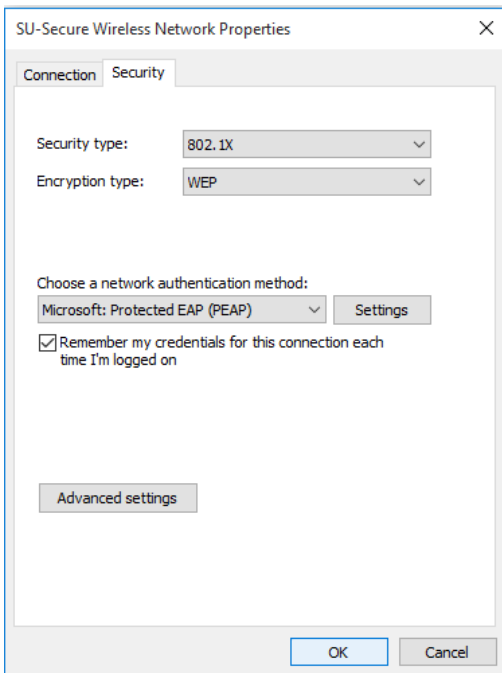 SU-Secure Wireless Network Properties
Connection
Security
Security type:
802.1X
Encryption type:
WEP
Choose a network authentication method:
Microsoft: Protected EAP (PEAP)
Settings
Remember my credentials for this connection each
time I'm logged on
Advanced settings
OK
Cancel